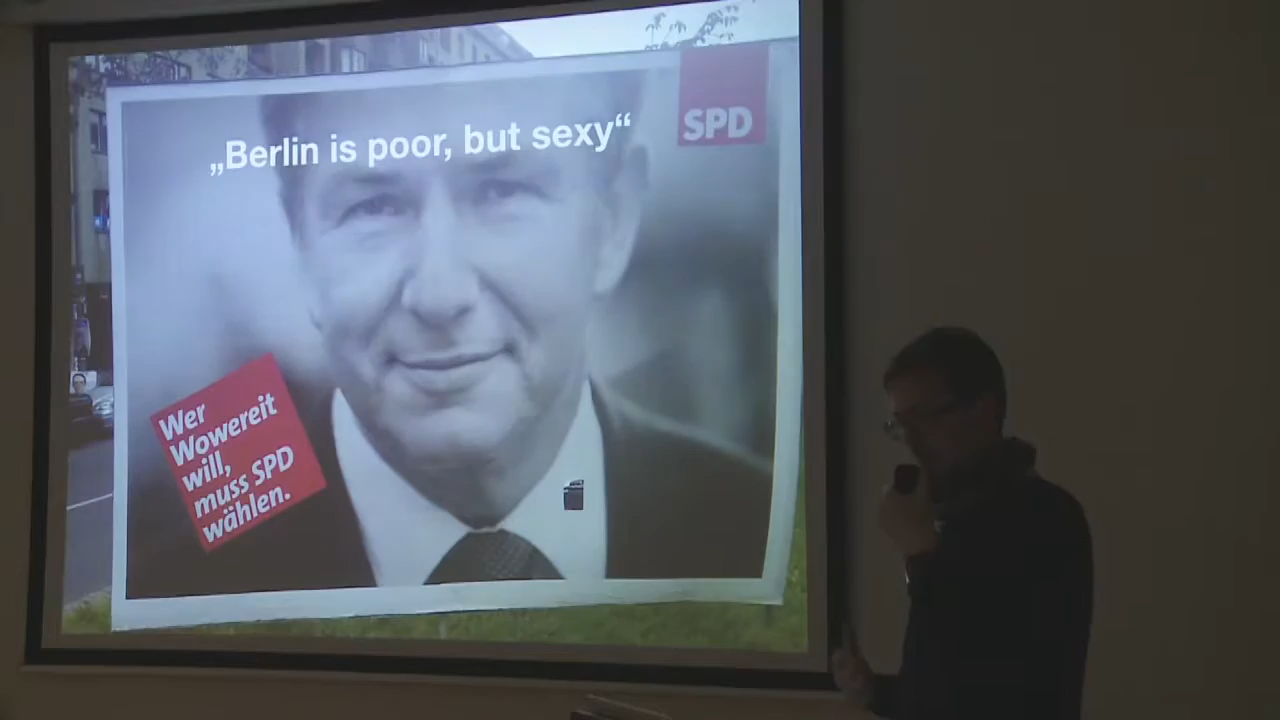 „Berlin is poor, but sexy“
SPD
Wer
Wowereit
will,
muss SPD
wählen.